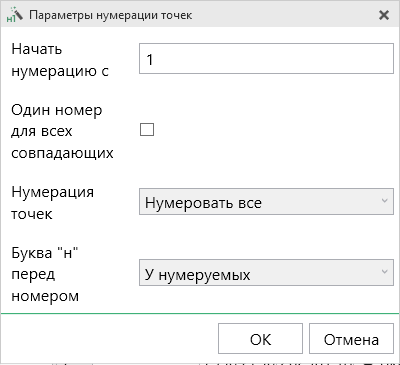 Параметры нумерации точек
Начать
нумерацию с
1
Один номер
для всех
совпадающих
Нумерация
точек
Нумеровать все
Буква "н"
перед
номером
У нумеруемых
ОК
Отмена